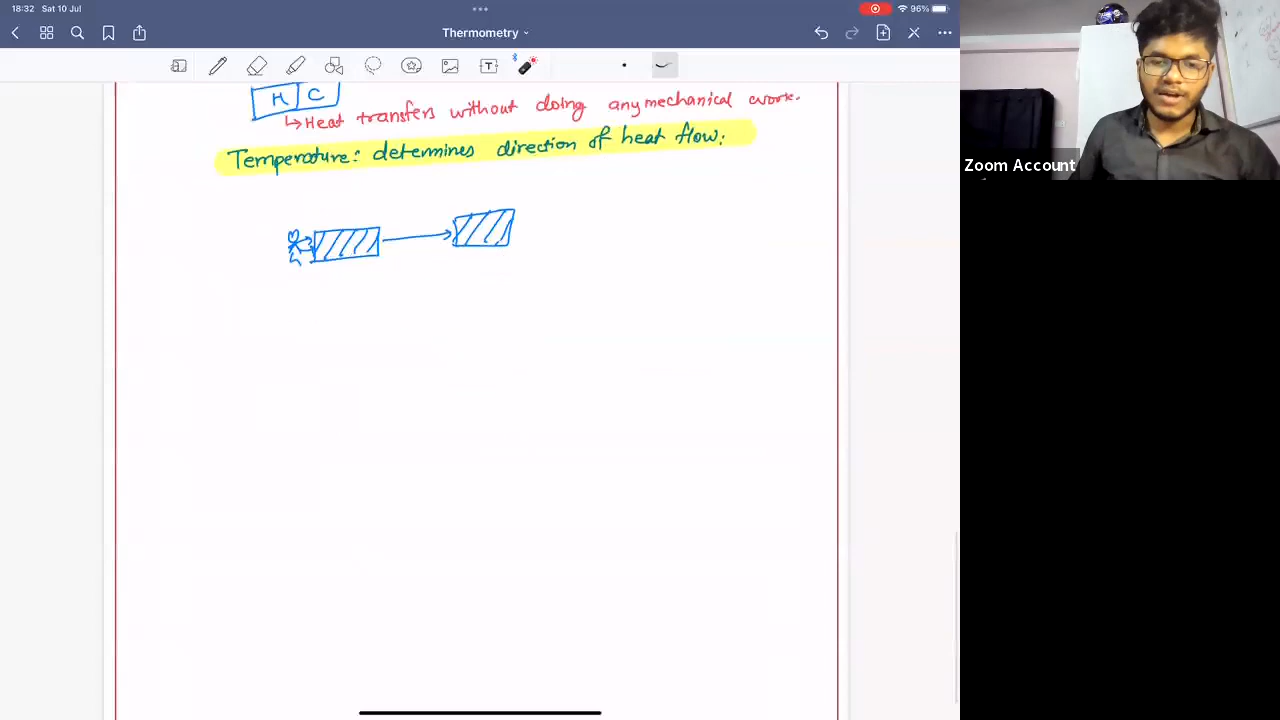 18:32 Sat 10 Jul
96%
Thermometry
T
H C
↳ Heat transfers without doing any mechanical work.
Temperature: determines direction of heat flow.
Zoom Account